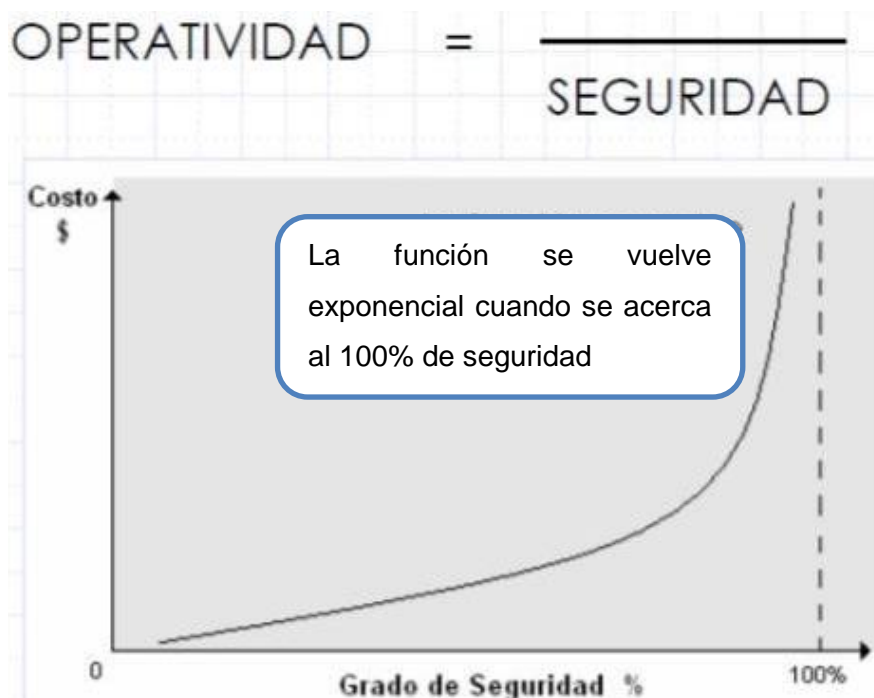 OPERATIVIDAD =
SEGURIDAD
Costo
$
La función se vuelve
exponencial cuando se acerca
al 100% de seguridad
0
100%
Grado de Seguridad %